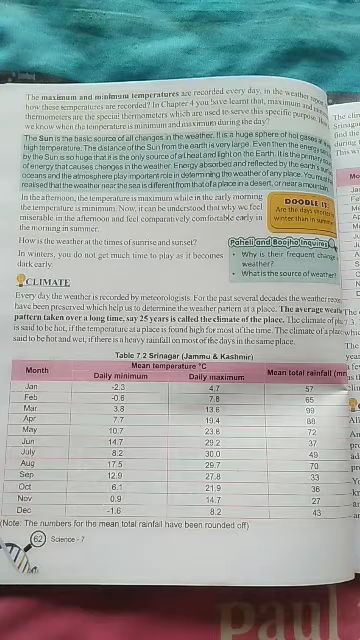 The maximum and minimum temperatures are recorded every day, in the weather
how these temperatures are recorded? In Chapter 4 you have learnt that, maximum and
thermometers are the special thermometers which are used to serve this specific purpose.
we know when the temperature is minimum and maximum during the day?
The Sun is the basic source of all changes in the weather. It is a huge sphere of hot gases
high temperature. The distance of the Sun from the earth is very large. Even then the energy
by the Sun is so huge that it is the only source of all heat and light on the Earth. It is the primary
of energy that causes changes in the weather. Energy absorbed and reflected by the earth's
oceans and the atmosphere play important role in determining the weather of any place. You must
realised that the weather near the sea is different from that of a place in a desert, or near a mountain.
In the afternoon, the temperature is maximum while in the early morning
the temperature is minimum. Now, it can be understood that why we feel
miserable in the afternoon and feel comparatively comfortable early in
the morning in summer.
How is the weather at the times of sunrise and sunset?
In winters, you do not get much time to play as it becomes
dark early.
DOODLE IT:
Are the days shorter in
winter than in summer
Paheli and Boojho Inquires
• Why is their frequent change
weather?
• What is the source of weather?
CLIMATE
Every day the weather is recorded by meteorologists. For the past several decades the weather
have been preserved which help us to determine the weather pattern at a place. The average weather
pattern taken over a long time, say 25 years is called the climate of the place. The climate of
is said to be hot, if the temperature at a place is found high for most of the time. The climate of a place
said to be hot and wet, if there is a heavy rainfall on most of the days in the same place.
Table 7.2 Srinagar (Jammu & Kashmir)
Month Mean temperature °C Mean total rainfall
Daily minimum Daily maximum
Jan -2.3 4.7 57
Feb -0.6 7.8 65
Mar 3.8 13.6 99
Apr 7.7 19.4 88
May 10.7 23.8 72
Jun 14.7 29.2 37
July 8.2 30.0 49
Aug 17.5 29.7 70
Sep 12.9 27.8 33
Oct 6.1 21.9 36
Nov 0.9 14.7 27
Dec -1.6 8.2 43
(Note: The numbers for the mean total rainfall have been rounded off)
62 Science - 7